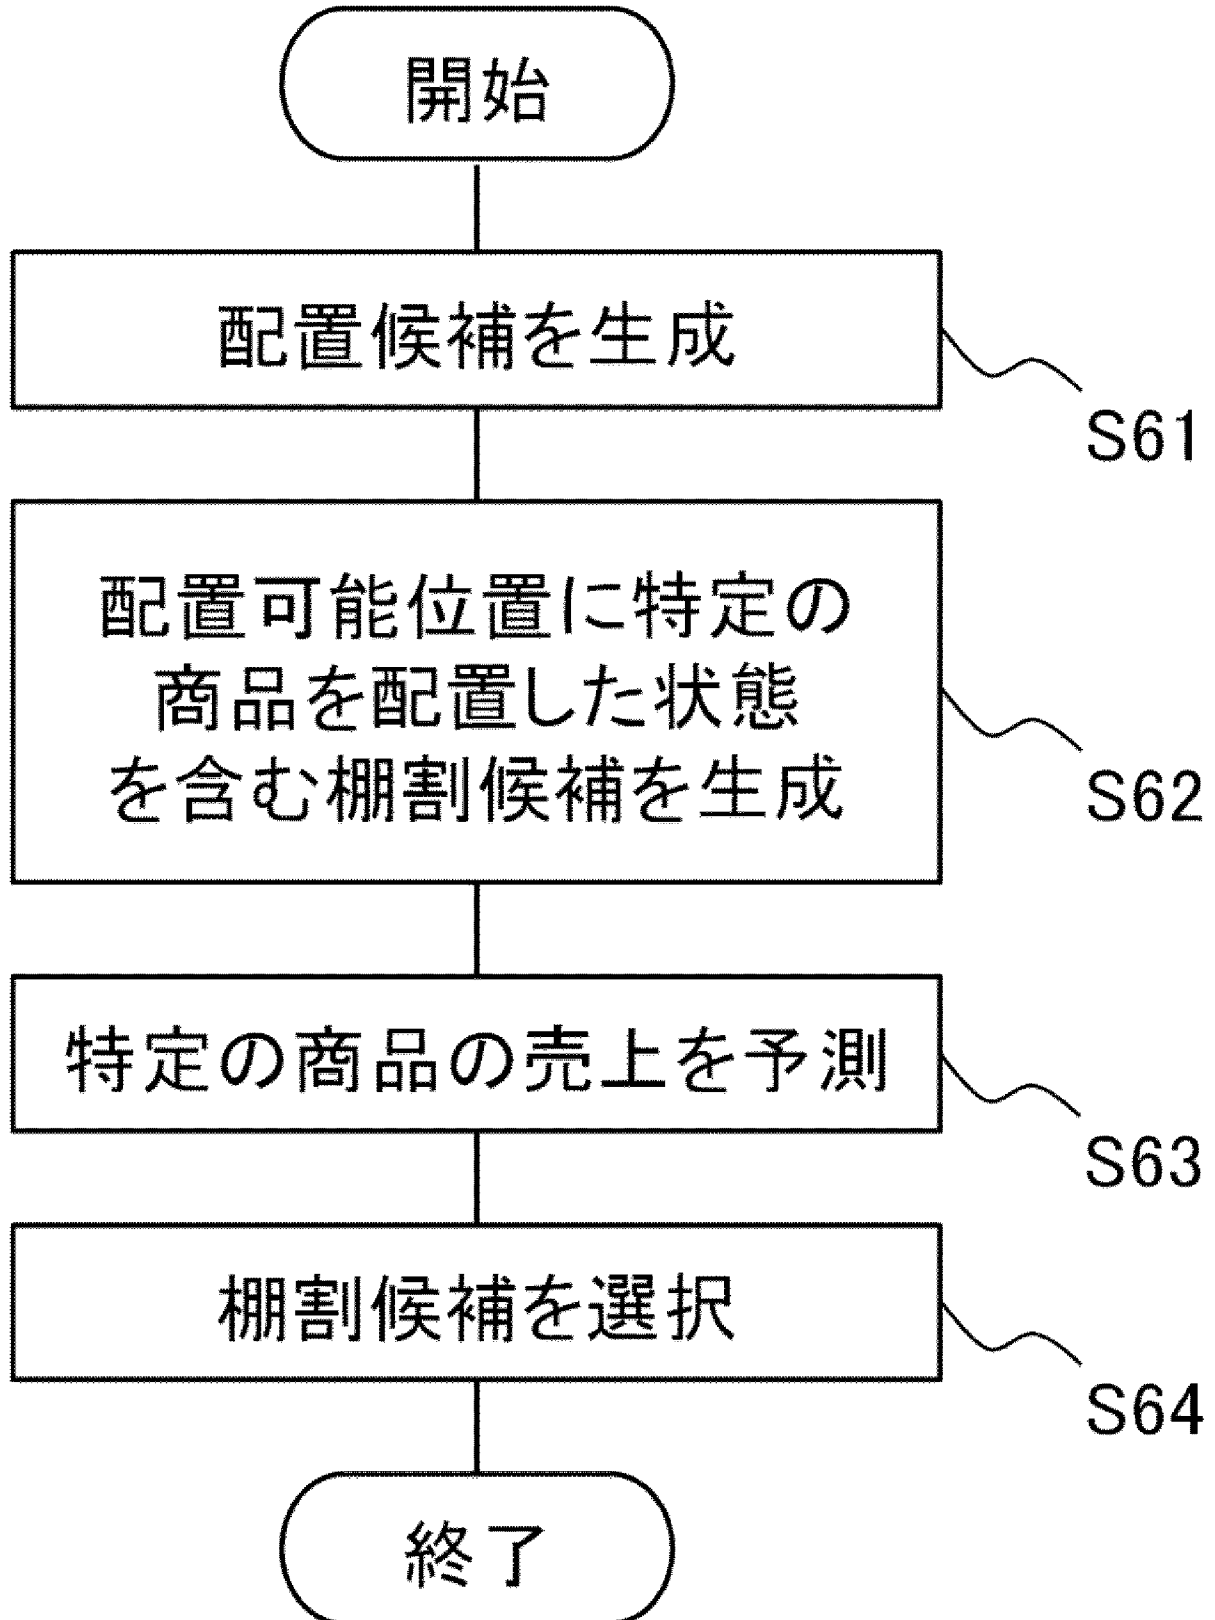 開始
配置候補を生成
S61
配置可能位置に特定の
商品を配置した状態
を含む棚割候補を生成
S62
特定の商品の売上を予測
S63
棚割候補を選択
S64
終了